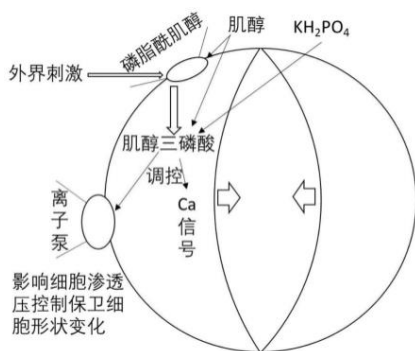 磷脂酰肌醇
肌醇
KH₂PO₄
外界刺激
肌醇三磷酸
调控
Ca
信
号
离
子
泵
影响细胞渗透
压控制保卫细
胞形状变化